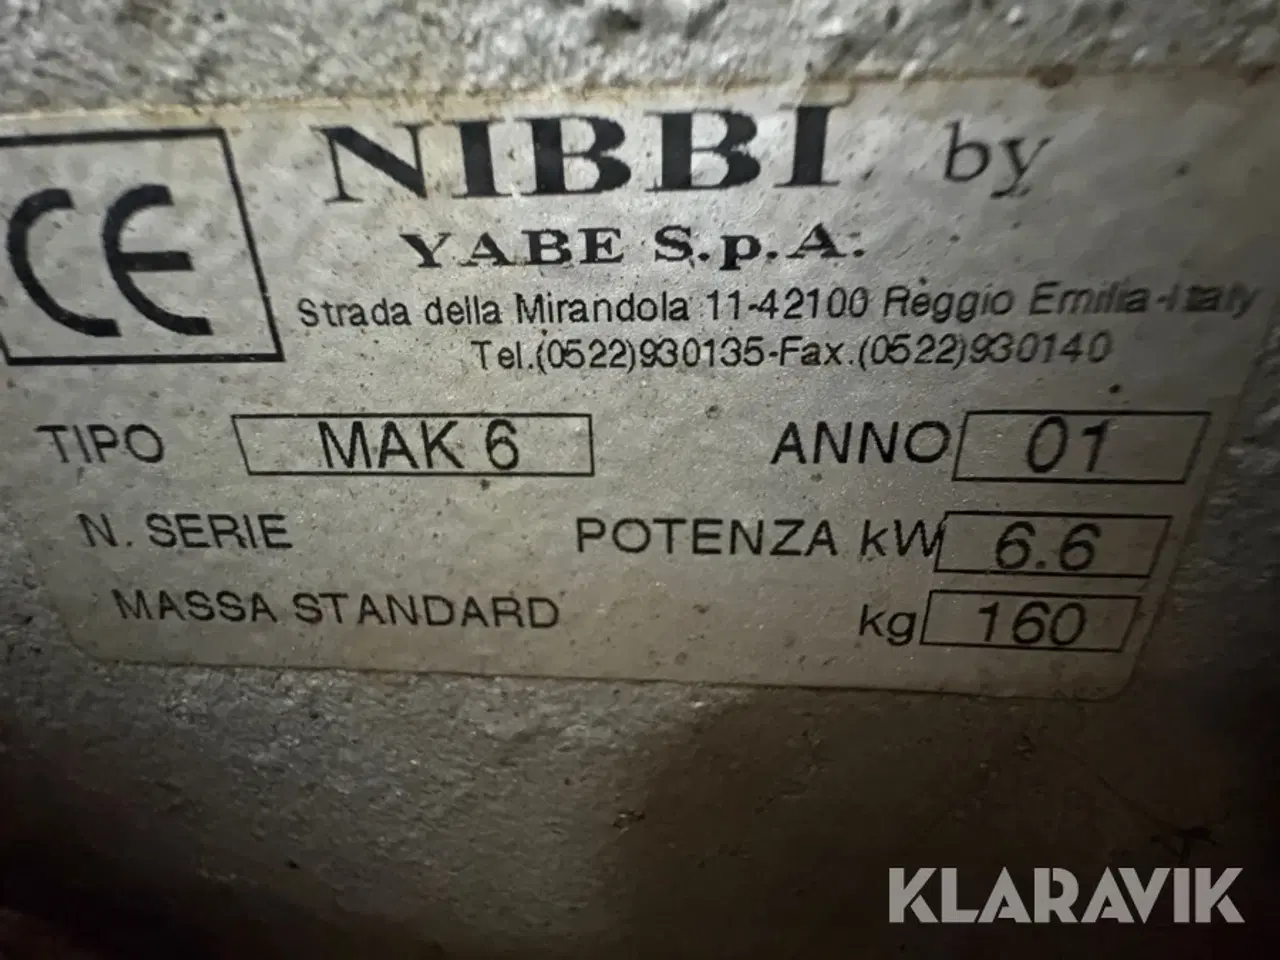 CE
NIBBI by
YABE S.p.A.
Strada della Mirandola 11-42100 Reggio Emilia-Italy
Tel.(0522)930135-Fax.(0522)930140
TIPO MAK 6 ANNO 01
N. SERIE POTENZA kW 6.6
MASSA STANDARD kg 160
KLARAVIK